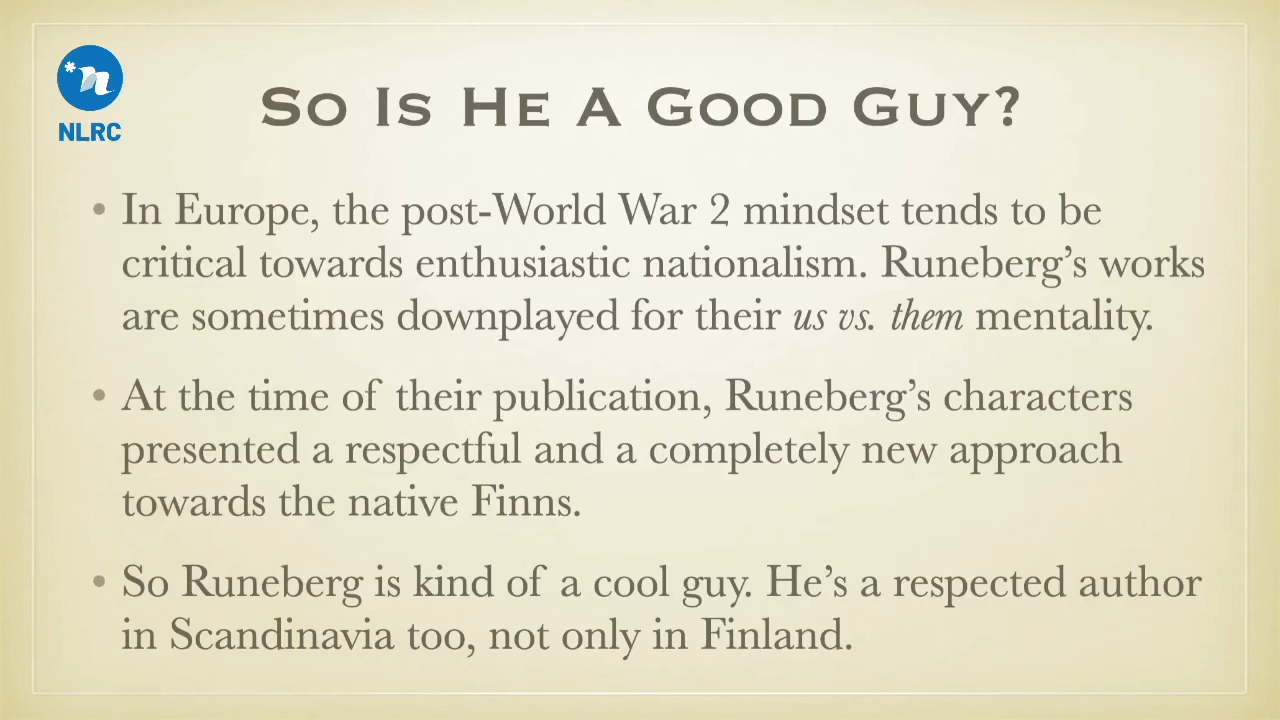 NLRC
So Is He A Good Guy?
• In Europe, the post-World War 2 mindset tends to be
critical towards enthusiastic nationalism. Runeberg’s works
are sometimes downplayed for their us vs. them mentality.
• At the time of their publication, Runeberg’s characters
presented a respectful and a completely new approach
towards the native Finns.
• So Runeberg is kind of a cool guy. He’s a respected author
in Scandinavia too, not only in Finland.